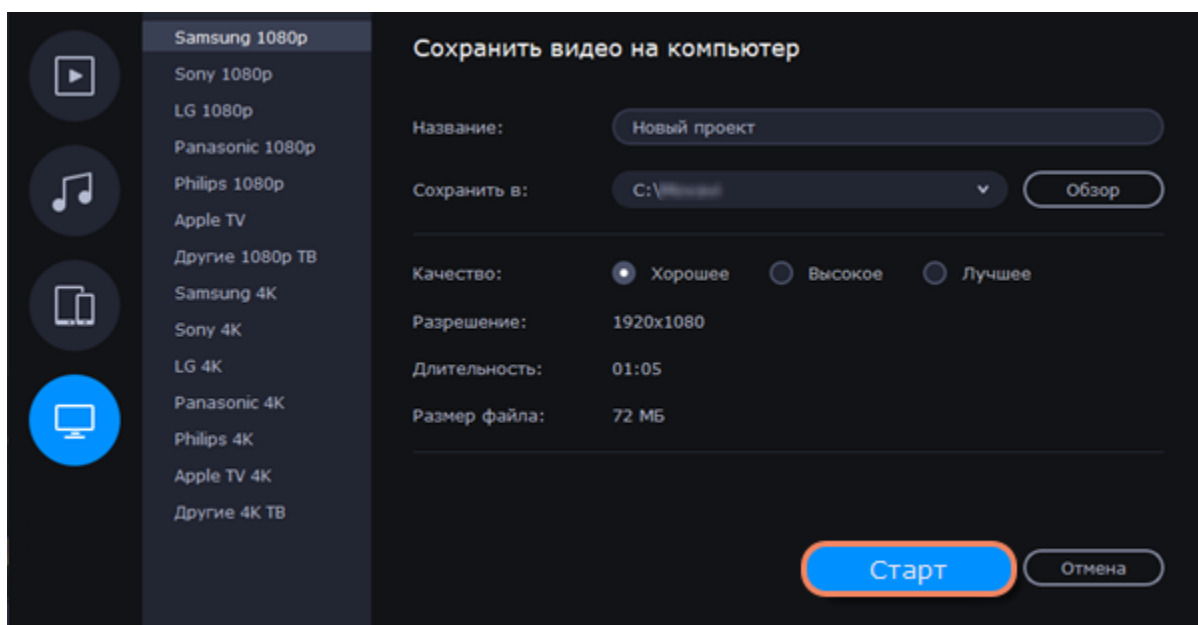 Samsung 1080p
Sony 1080p
LG 1080p
Panasonic 1080p
Philips 1080p
Apple TV
Другие 1080p ТВ
Samsung 4K
Sony 4K
LG 4K
Panasonic 4K
Philips 4K
Apple TV 4K
Другие 4K ТВ
Сохранить видео на компьютер
Название: Новый проект
Сохранить в: C:\ Обзор
Качество: Хорошее Высокое Лучшее
Разрешение: 1920x1080
Длительность: 01:05
Размер файла: 72 МБ
Старт Отмена